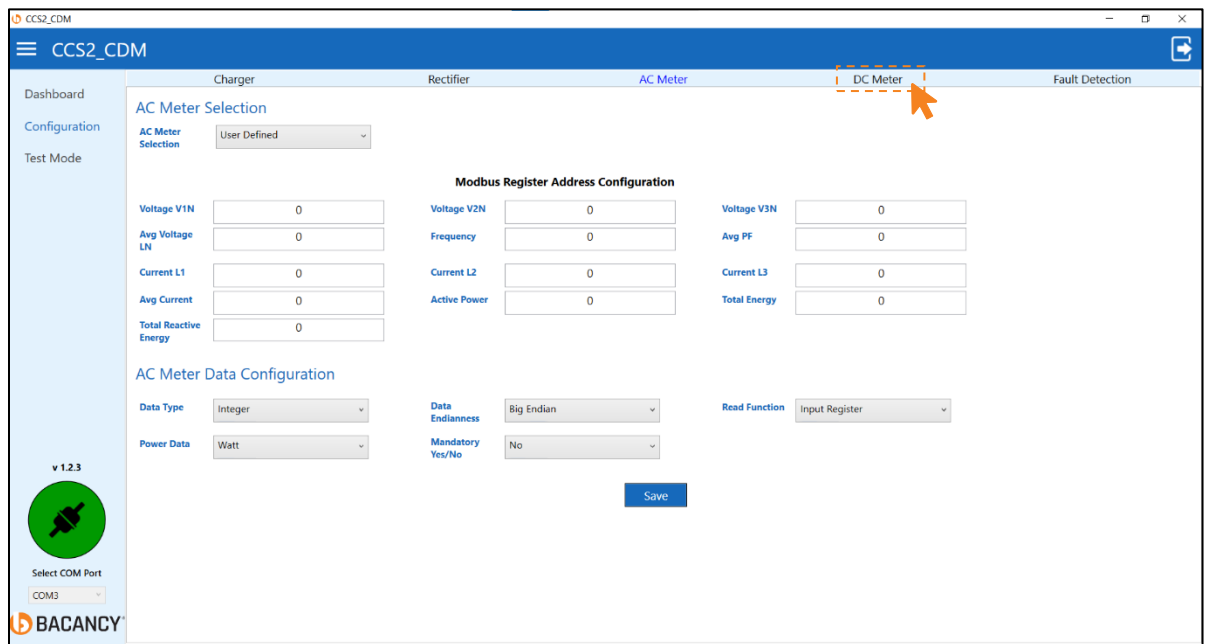 CCS2_CDM
CCS2_CDM
Charger Rectifier AC Meter DC Meter Fault Detection
Dashboard
Configuration
Test Mode
AC Meter Selection
AC Meter
Selection
User Defined
Modbus Register Address Configuration
Voltage V1N 0 Voltage V2N 0 Voltage V3N 0
Avg Voltage
LN
0 Frequency 0 Avg PF 0
Current L1 0 Current L2 0 Current L3 0
Avg Current 0 Active Power 0 Total Energy 0
Total Reactive
Energy
0
AC Meter Data Configuration
Data Type Integer
Data
Endianness
Big Endian
Read Function Input Register
Power Data Watt
Mandatory
Yes/No
No
Save
v 1.2.3
Select COM Port
COM3
BACANCY